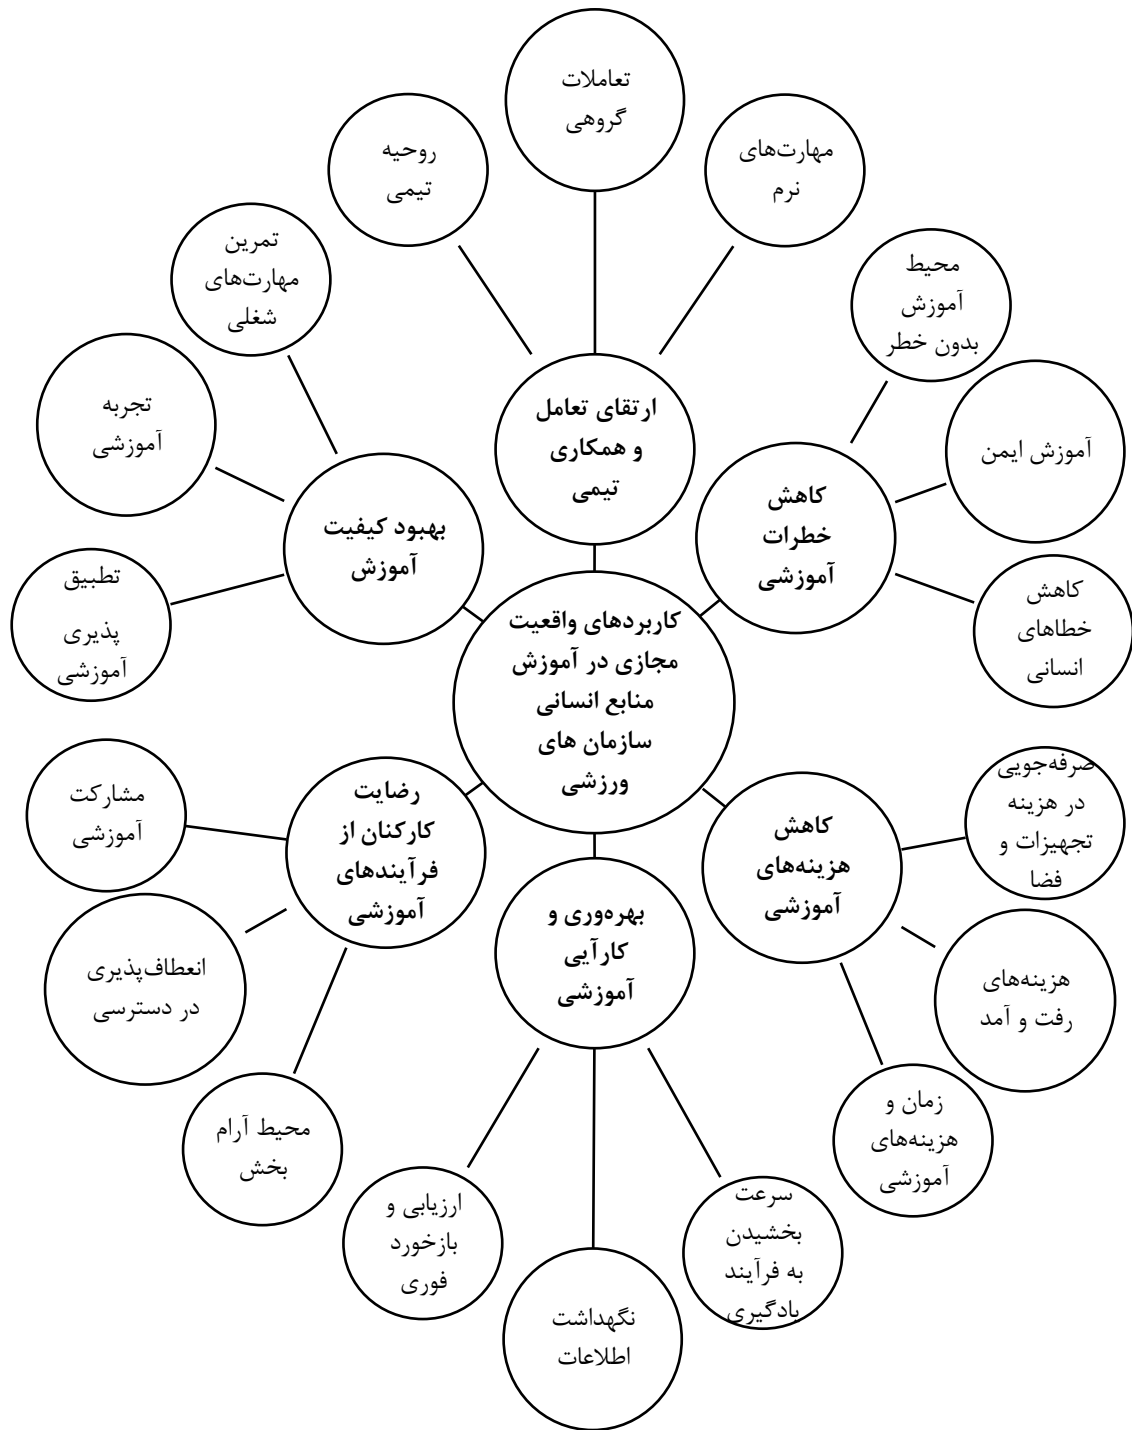 تعاملات
گروهی
مهارت‌های
نرم
روحیه
تیمی
تمرین
مهارت‌های
شغلی
محیط
آموزش
بدون خطر
تجربه
آموزشی
ارتقای تعامل
و همکاری
تیمی
آموزش ایمن
بهبود کیفیت
آموزش
کاهش
خطرات
آموزشی
تطبیق
پذیری
آموزشی
کاهش
خطاهای
انسانی
کاربردهای واقعیت
مجازی در آموزش
منابع انسانی
سازمان های
ورزشی
مشارکت
آموزشی
رضایت
کارکنان از
فرآیندهای
آموزشی
کاهش
هزینه‌های
آموزشی
صرفه‌جویی
در هزینه
تجهیزات و
فضا
انعطاف‌پذیری
در دسترسی
بهره‌وری و
کارآیی
آموزشی
هزینه‌های
رفت و آمد
محیط آرام
بخش
زمان و
هزینه‌های
آموزشی
ارزیابی و
بازخورد
فوری
سرعت
بخشیدن
به فرآیند
یادگیری
نگهداشت
اطلاعات